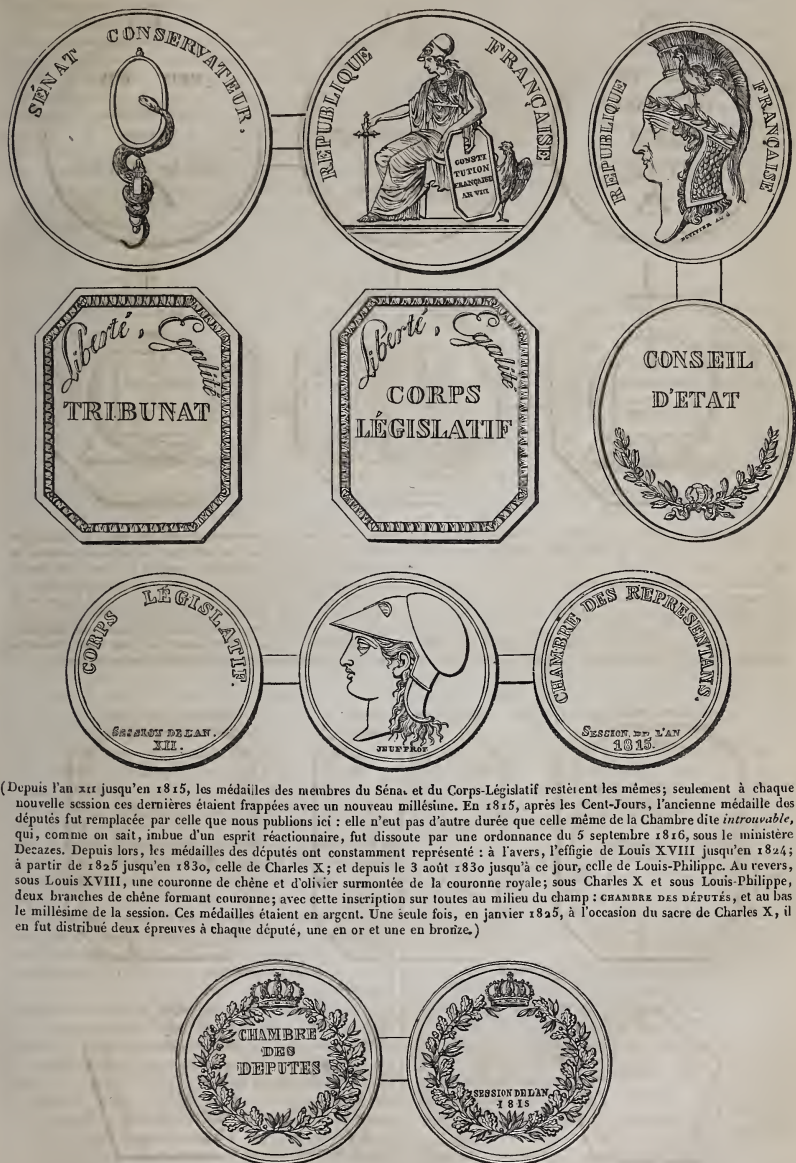 SÉNAT CONSERVATEUR.
REPUBLIQUE FRANÇAISE
CONSTI
TUTION
FRANÇAISE
AN VIII
REPUBLIQUE FRANÇAISE
Liberté, Egalité
TRIBUNAT
Liberté, Egalité
CORPS
LÉGISLATIF
CONSEIL
D'ETAT
CORPS LÉGISLATIF.
SESSION DE L'AN.
XII.
JEUF. PROF.
CHAMBRE DES REPRESENTANS.
SESSION DE L'AN
1815.
(Depuis l'an XII jusqu'en 1815, les médailles des membres du Sénat et du Corps-Législatif restèrent les mêmes; seulement à chaque
nouvelle session ces dernières étaient frappées avec un nouveau millésime. En 1815, après les Cent-Jours, l'ancienne médaille des
députés fut remplacée par celle que nous publions ici : elle n'eut pas d'autre durée que celle même de la Chambre dite introuvable,
qui, comme on sait, imbue d'un esprit réactionnaire, fut dissoute par une ordonnance du 5 septembre 1816, sous le ministère
Decazes. Depuis lors, les médailles des députés ont constamment représenté : à l'avers, l'effigie de Louis XVIII jusqu'en 1824;
à partir de 1825 jusqu'en 1830, celle de Charles X; et depuis le 3 août 1830 jusqu'à ce jour, celle de Louis-Philippe. Au revers,
sous Louis XVIII, une couronne de chêne et d'olivier surmontée de la couronne royale; sous Charles X et sous Louis-Philippe,
deux branches de chêne formant couronne; avec cette inscription sur toutes au milieu du champ : CHAMBRE DES DÉPUTÉS, et au bas
le millésime de la session. Ces médailles étaient en argent. Une seule fois, en janvier 1825, à l'occasion du sacre de Charles X, il
en fut distribué deux épreuves à chaque député, une en or et une en bronze.)
CHAMBRE
DES
DEPUTES
SESSION DE L'AN
1815